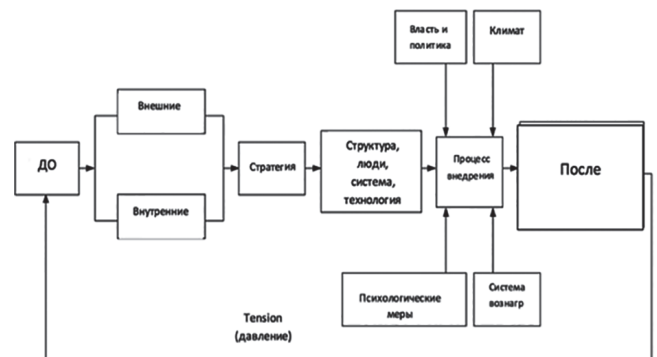 Власть и
политика
Климат
Внешние
ДО
Стратегия
Структура,
люди,
система,
технология
Процесс
внедрения
После
Внутренние
Психологические
меры
Система
вознагр
Tension
(давление)